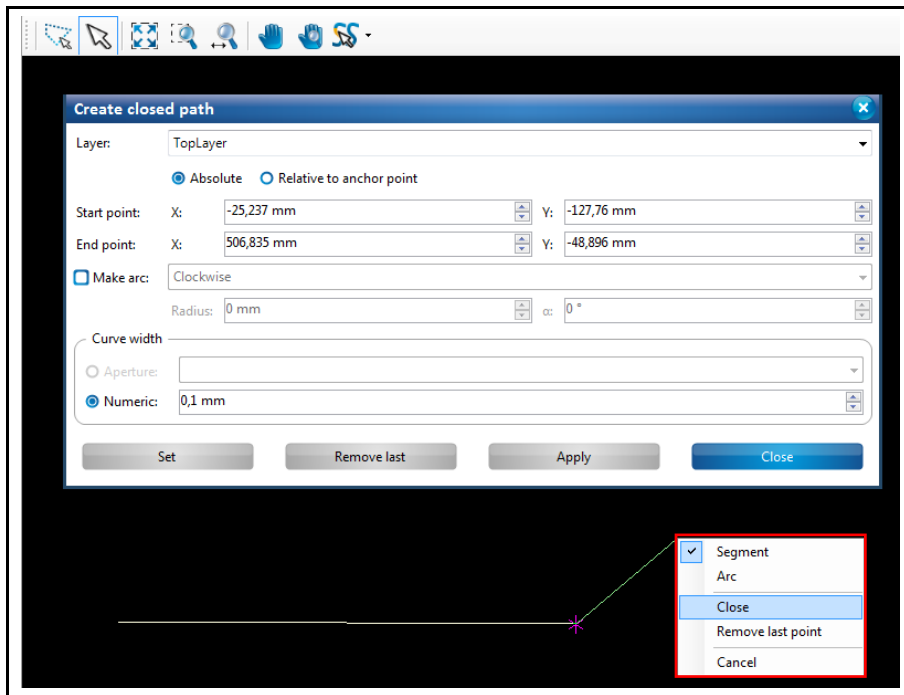 Create closed path
Layer: TopLayer
Absolute Relative to anchor point
Start point: X: -25,237 mm Y: -127,76 mm
End point: X: 506,835 mm Y: -48,896 mm
Make arc: Clockwise
Radius: 0 mm α: 0 °
Curve width
Aperture:
Numeric: 0,1 mm
Set Remove last Apply Close
Segment
Arc
Close
Remove last point
Cancel